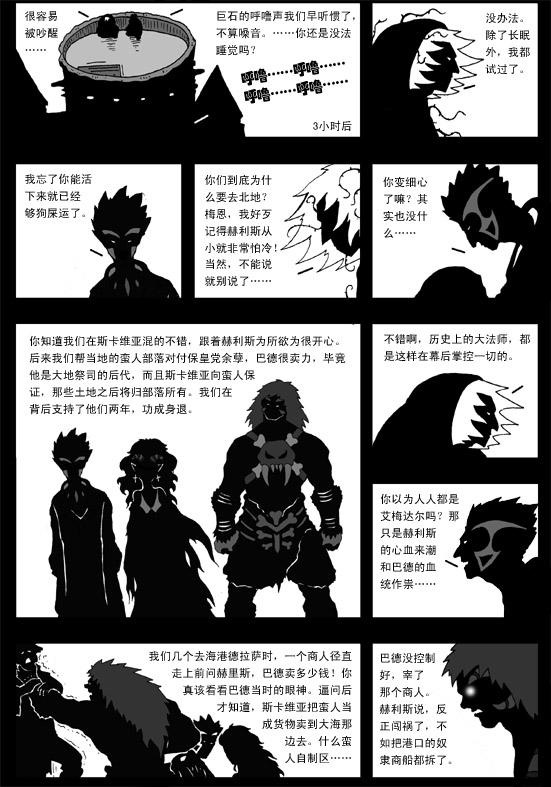 很容易
被吵醒
……
巨石的呼噜声我们早听惯了,
不算噪音。……你还是没法
睡觉吗?
呼噜……呼噜……
呼噜……呼噜……
3小时后
没办法。
除了长眠
外,我都
试过了。
我忘了你能活
下来就已经
够狗屎运了。
你们到底为什
么要去北地?
梅恩,我好歹
记得赫利斯从
小就非常怕冷!
当然,不能说
就别说了……
你变细心
了嘛?其
实也没什
么……
你知道我们在斯卡维亚混的不错,跟着赫利斯为所欲为很开心。
后来我们帮当地的蛮人部落对付保皇党余孽,巴德很卖力,毕竟
他是大地祭司的后代,而且斯卡维亚向蛮人保
证,那些土地之后将归部落所有。我们在
背后支持了他们两年,功成身退。
不错啊,历史上的大法师,都
是这样在幕后掌控一切的。
你以为人人都是
艾梅达尔吗?那
只是赫利斯
的心血来潮
和巴德的血
统作祟……
我们几个去海港德拉萨时,一个商人径直
走上前问赫里斯,巴德卖多少钱!你
真该看看巴德当时的眼神。逼问后
才知道,斯卡维亚把蛮人当
成货物卖到大海那
边去。什么蛮
人自制区……
巴德没控制
好,宰了
那个商人。
赫利斯说,反
正闯祸了,不
如把港口的奴
隶商船都拆了。